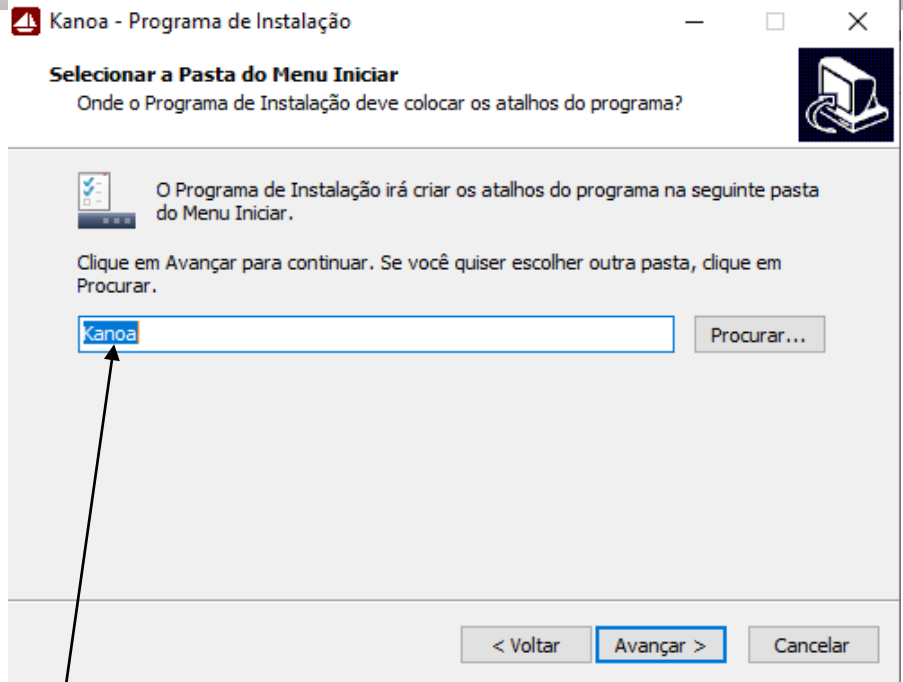 Kanoa - Programa de Instalação
Selecionar a Pasta do Menu Iniciar
Onde o Programa de Instalação deve colocar os atalhos do programa?
O Programa de Instalação irá criar os atalhos do programa na seguinte pasta
do Menu Iniciar.
Clique em Avançar para continuar. Se você quiser escolher outra pasta, clique em
Procurar.
Kanoa
Procurar...
< Voltar
Avançar >
Cancelar